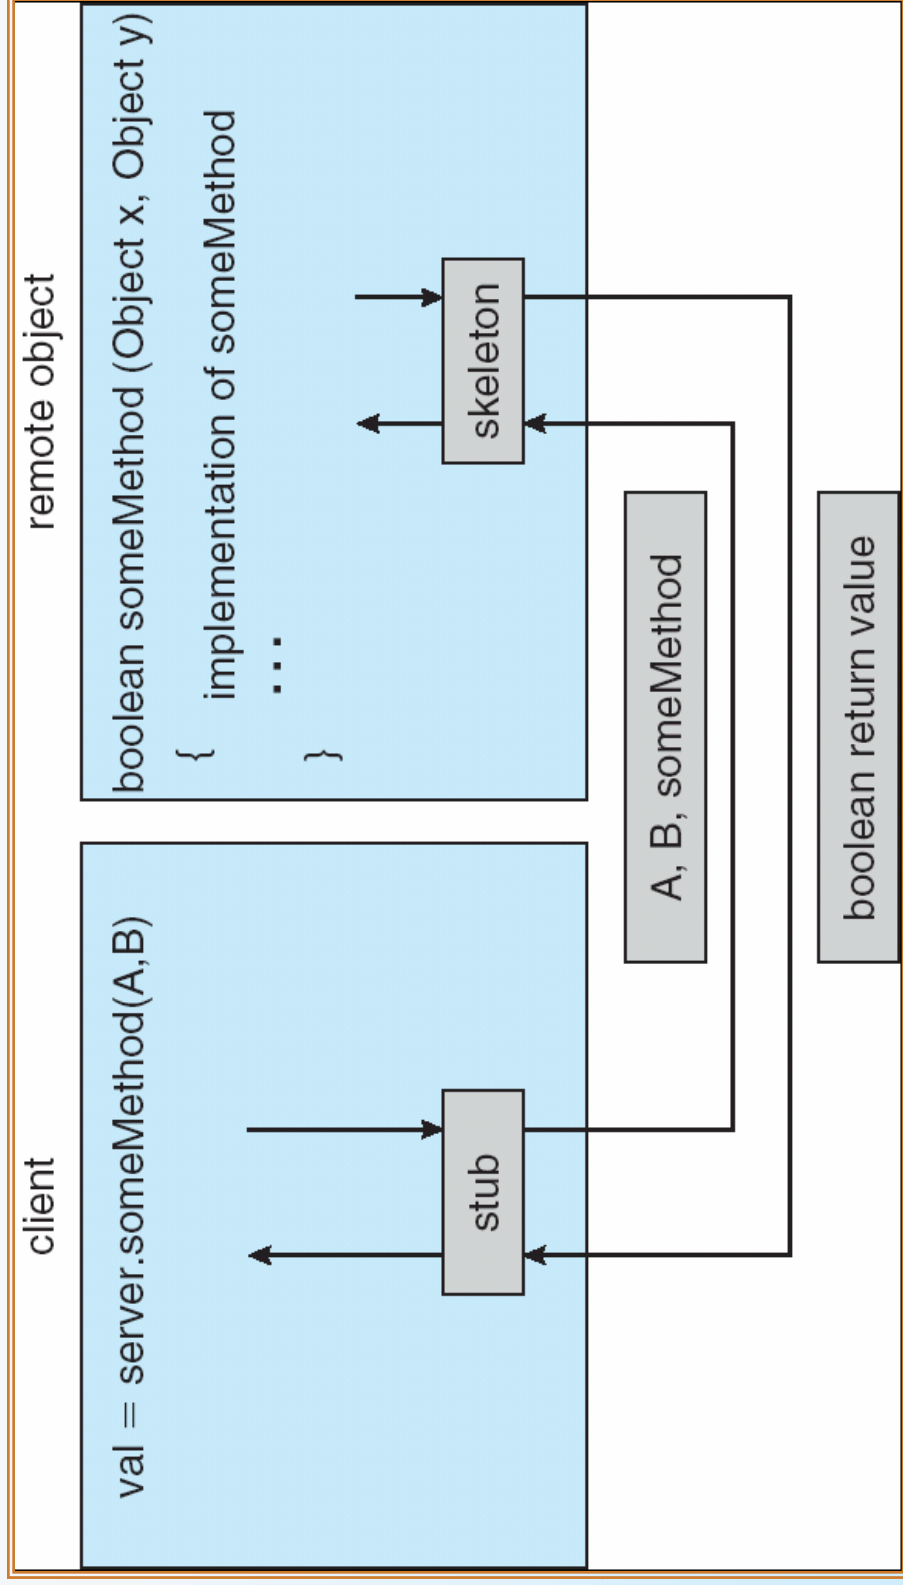 client
remote object
val = server.someMethod(A,B)
boolean someMethod (Object x, Object y)
{
implementation of someMethod
...
}
stub
skeleton
A, B, someMethod
boolean return value